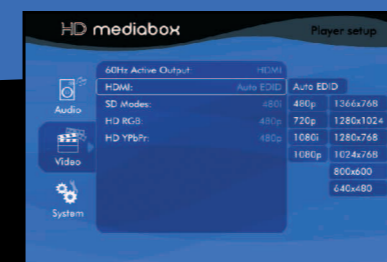 HD mediabox
Player setup
60Hz Active Output: HDMI
HDMI: Auto EDID
SD Modes: 480i
HD RGB: 480p
HD YPbPr: 480p
Auto EDID
480p 1366x768
720p 1280x1024
1080i 1280x768
1080p 1024x768
800x600
640x480
Audio
Video
System